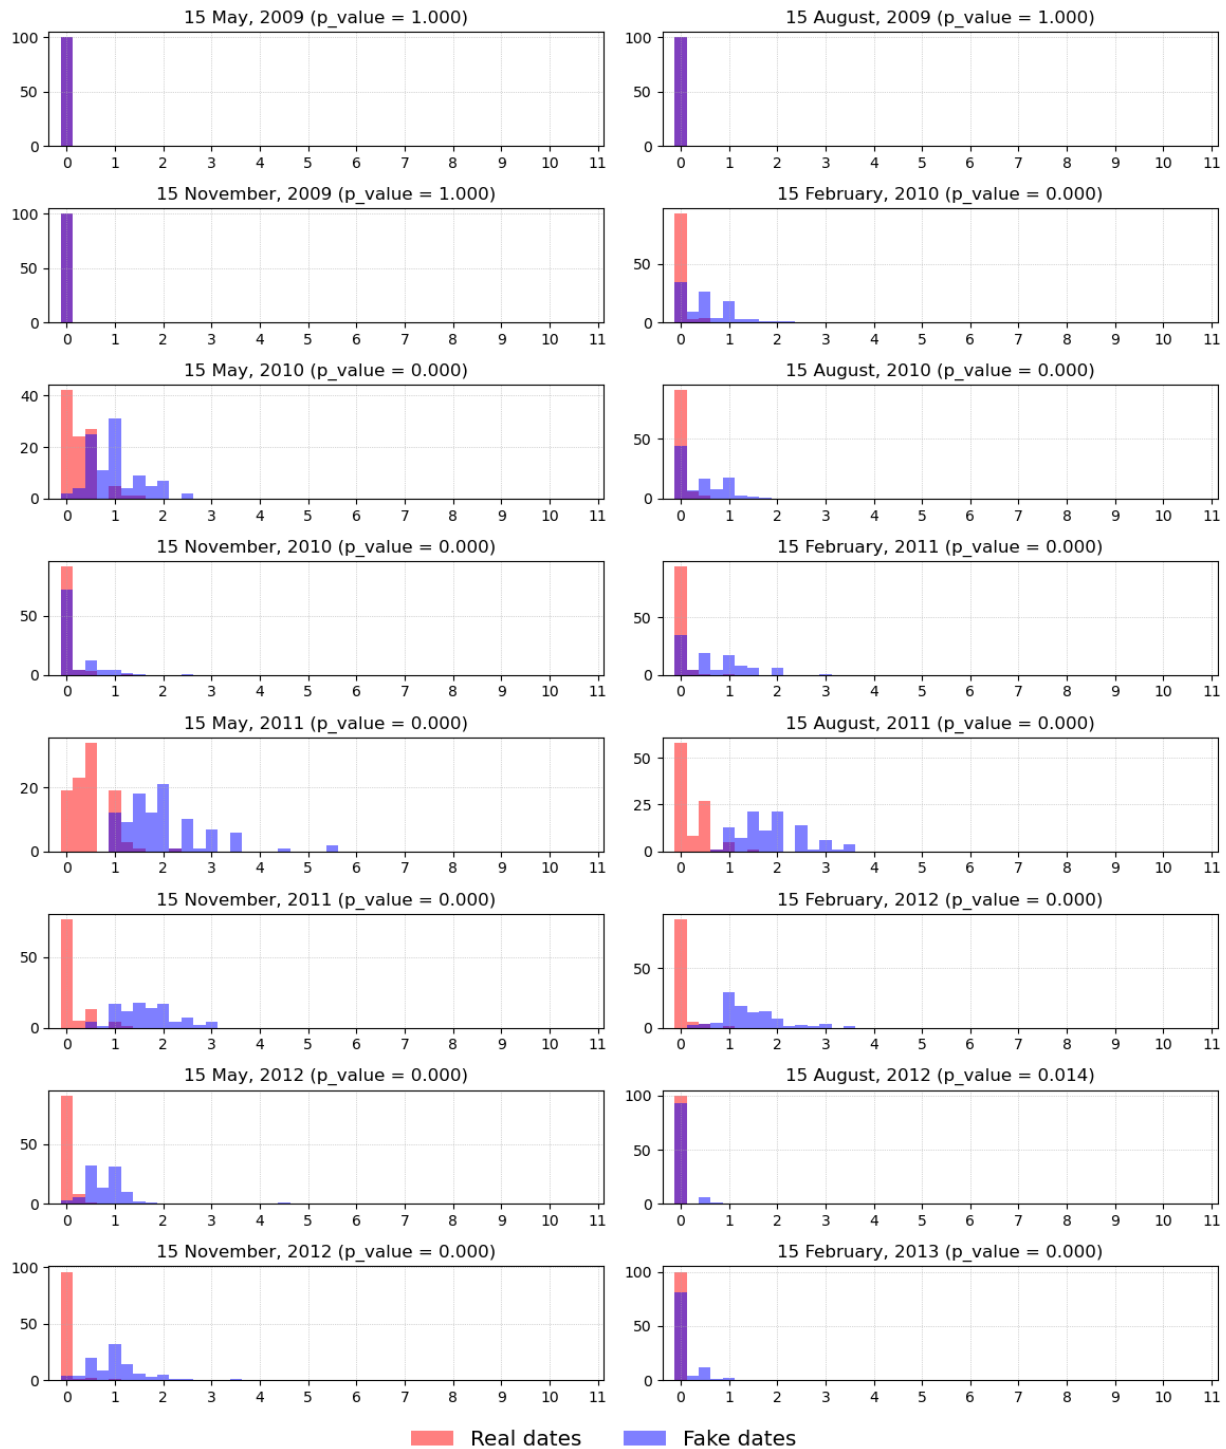 15 May, 2009 (p_value = 1.000)
100
50
0
0 1 2 3 4 5 6 7 8 9 10 11
15 August, 2009 (p_value = 1.000)
100
50
0
0 1 2 3 4 5 6 7 8 9 10 11
15 November, 2009 (p_value = 1.000)
100
50
0
0 1 2 3 4 5 6 7 8 9 10 11
15 February, 2010 (p_value = 0.000)
50
0
0 1 2 3 4 5 6 7 8 9 10 11
15 May, 2010 (p_value = 0.000)
40
20
0
0 1 2 3 4 5 6 7 8 9 10 11
15 August, 2010 (p_value = 0.000)
50
0
0 1 2 3 4 5 6 7 8 9 10 11
15 November, 2010 (p_value = 0.000)
50
0
0 1 2 3 4 5 6 7 8 9 10 11
15 February, 2011 (p_value = 0.000)
50
0
0 1 2 3 4 5 6 7 8 9 10 11
15 May, 2011 (p_value = 0.000)
20
0
0 1 2 3 4 5 6 7 8 9 10 11
15 August, 2011 (p_value = 0.000)
50
25
0
0 1 2 3 4 5 6 7 8 9 10 11
15 November, 2011 (p_value = 0.000)
50
0
0 1 2 3 4 5 6 7 8 9 10 11
15 February, 2012 (p_value = 0.000)
50
0
0 1 2 3 4 5 6 7 8 9 10 11
15 May, 2012 (p_value = 0.000)
50
0
0 1 2 3 4 5 6 7 8 9 10 11
15 August, 2012 (p_value = 0.014)
100
50
0
0 1 2 3 4 5 6 7 8 9 10 11
15 November, 2012 (p_value = 0.000)
100
50
0
0 1 2 3 4 5 6 7 8 9 10 11
15 February, 2013 (p_value = 0.000)
100
50
0
0 1 2 3 4 5 6 7 8 9 10 11
Real dates Fake dates